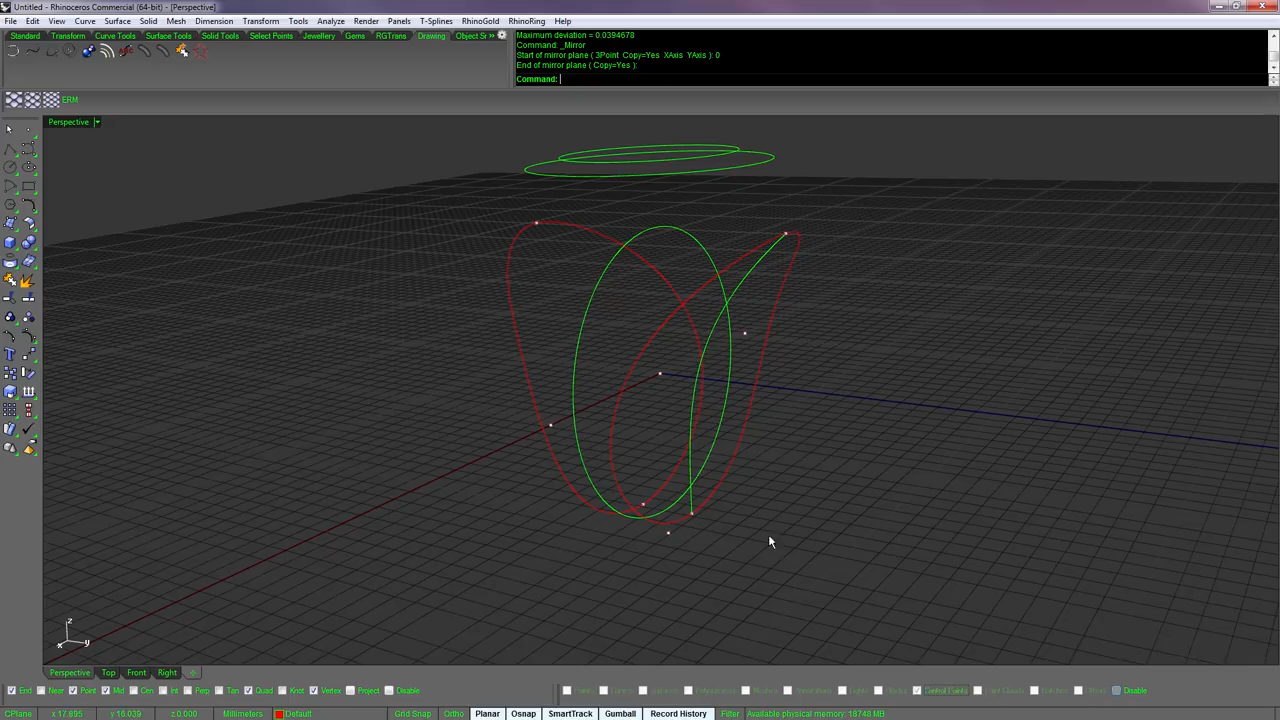 Untitled - Rhinoceros Commercial (64-bit) - [Perspective]
File Edit View Curve Surface Solid Mesh Dimension Transform Tools Analyze Render Panels T-Splines RhinoGold RhinoRing Help
Standard Transform Curve Tools Surface Tools Solid Tools Select Points Jewellery Gems RGTrans Drawing Object Sn »
Maximum deviation = 0.0394678
Command: _Mirror
Start of mirror plane ( 3Point Copy=Yes XAxis YAxis ): 0
End of mirror plane ( Copy=Yes ):
Command:
ERM
Perspective
z
x y
Perspective Top Front Right
End Near Point Mid Cen Int Perp Tan Quad Knot Vertex Project Disable Control Points Disable
CPlane x 17.895 y 16.039 z 0.000 Millimeters Default Grid Snap Ortho Planar Osnap SmartTrack Gumball Record History Filter Available physical memory: 18748 MB